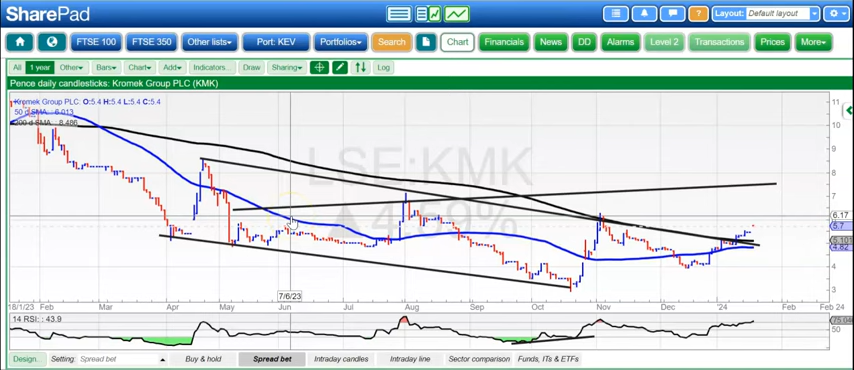 SharePad
Layout: Default layout
FTSE 100 FTSE 350 Other lists Port: KEV Portfolios Search Chart Financials News DD Alarms Level 2 Transactions Prices More
All 1 year Other Bars Chart Add Indicators... Draw Sharing Log
Pence daily candlesticks: Kromek Group PLC (KMK)
Kromek Group PLC: O:5.4 H:5.4 L:5.4 C:5.4
50 d SMA: : 6.013
200 d SMA: : 8.486
LSE:KMK
▲4.59%
11
10
9
8
7
6.17
5.7
5.101
4.82
4
3
7/6/23
18/1/23 Feb Mar Apr May Jun Jul Aug Sep Oct Nov Dec '24 Feb 24
14 RSI: : 43.9
75.046
50
Design... Setting: Spread bet Buy & hold Spread bet Intraday candles Intraday line Sector comparison Funds, ITs & ETFs